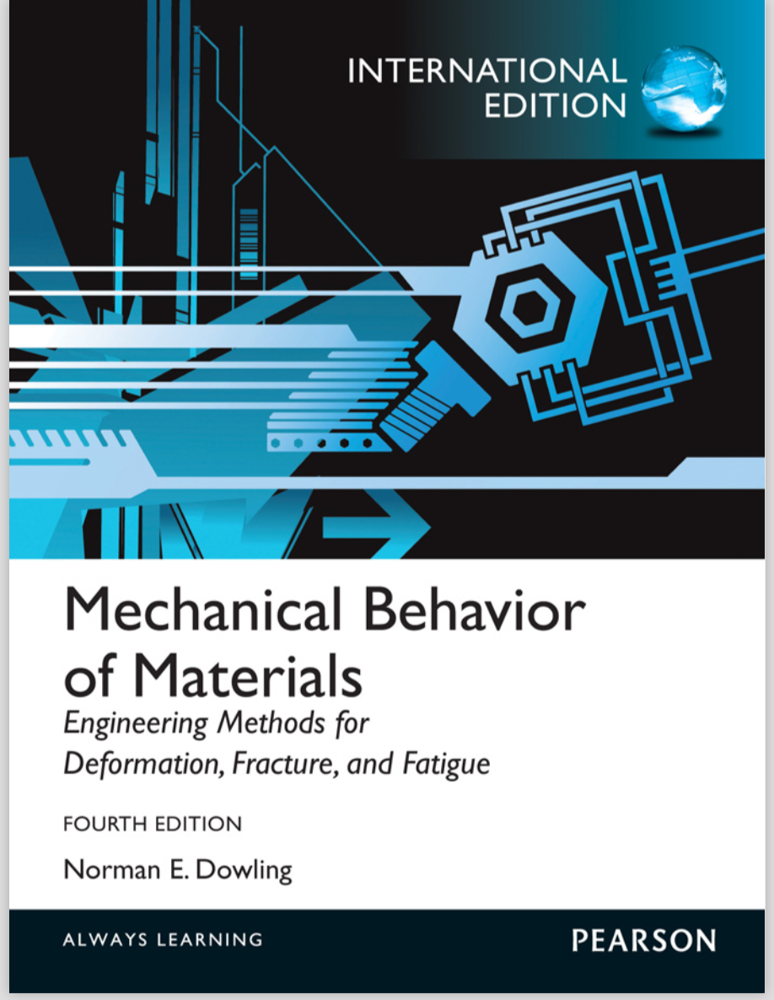 INTERNATIONAL
EDITION
Mechanical Behavior
of Materials
Engineering Methods for
Deformation, Fracture, and Fatigue
FOURTH EDITION
Norman E. Dowling
ALWAYS LEARNING
PEARSON